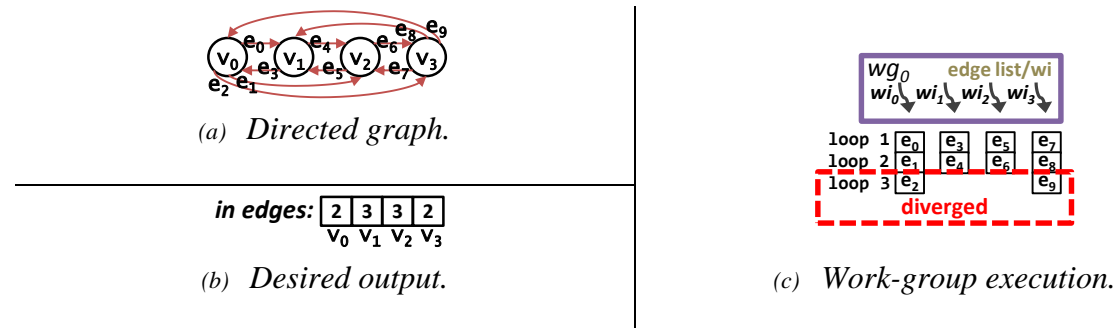 e8 e9
e0 e4 e6
v0 v1 v2 v3
e3 e5 e7
e2 e1
(a) Directed graph.
in edges: 2 3 3 2
v0 v1 v2 v3
(b) Desired output.
wg0 edge list/wi
wi0 wi1 wi2 wi3
loop 1 e0 e3 e5 e7
loop 2 e1 e4 e6 e8
loop 3 e2 e9
diverged
(c) Work-group execution.